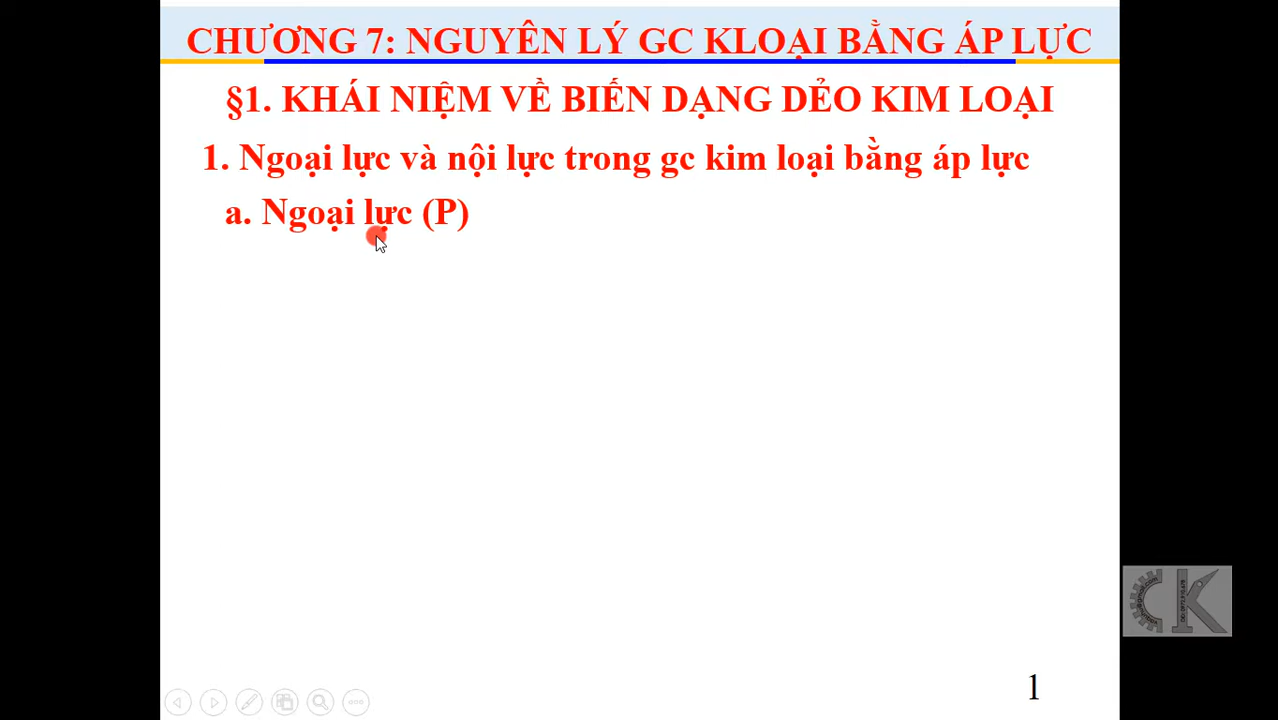 CHƯƠNG 7: NGUYÊN LÝ GC KLOẠI BẰNG ÁP LỰC
§1. KHÁI NIỆM VỀ BIẾN DẠNG DẺO KIM LOẠI
1. Ngoại lực và nội lực trong gc kim loại bằng áp lực
a. Ngoại lực (P)
CK
1